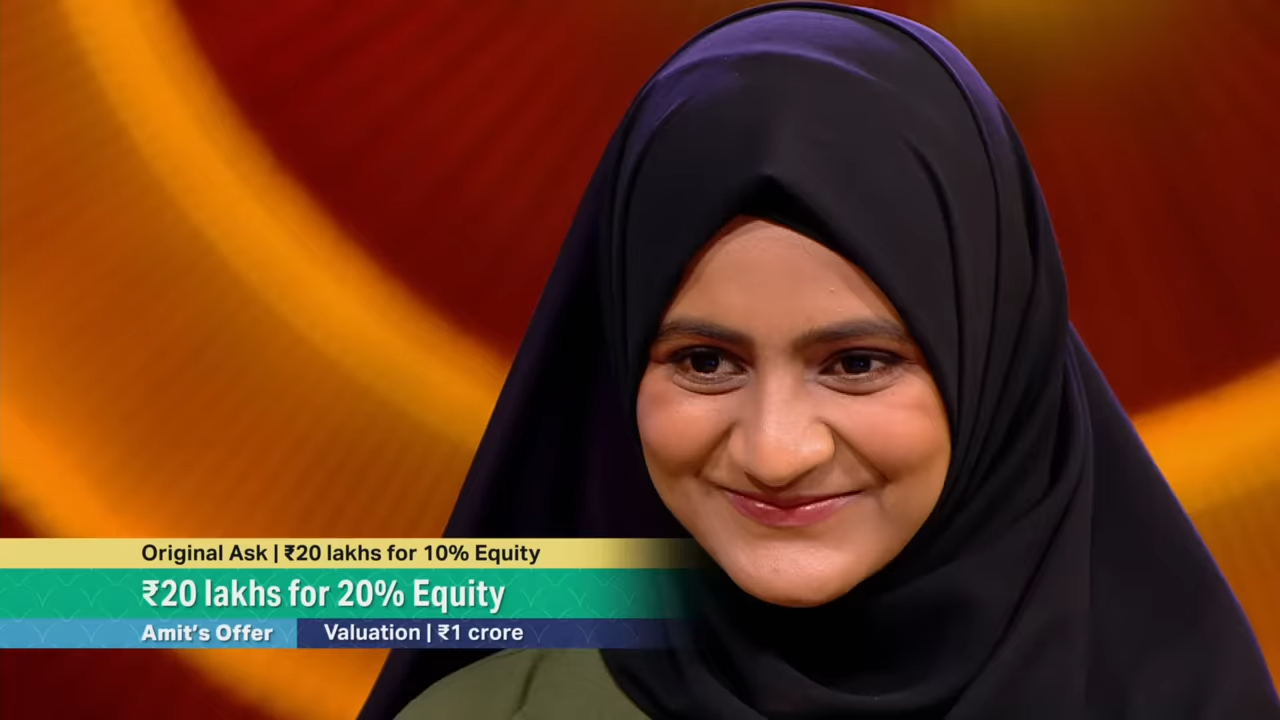 Original Ask | ₹20 lakhs for 10% Equity
₹20 lakhs for 20% Equity
Amit's Offer Valuation | ₹1 crore